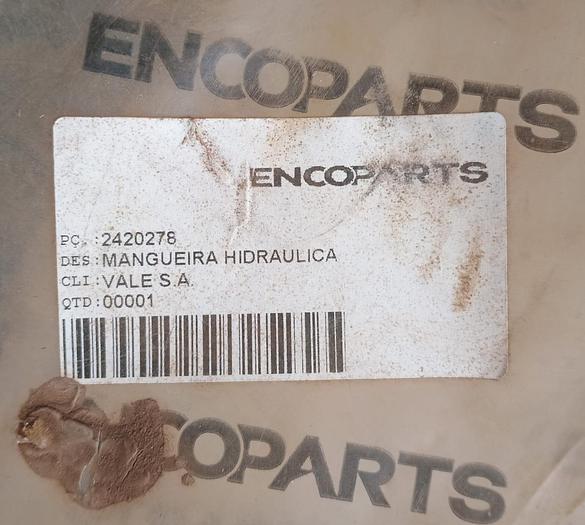 ENCOPARTS
ENCOPARTS
PC. :2420278
DES:MANGUEIRA HIDRAULICA
CLI:VALE S.A.
QTD:00001
COPARTS